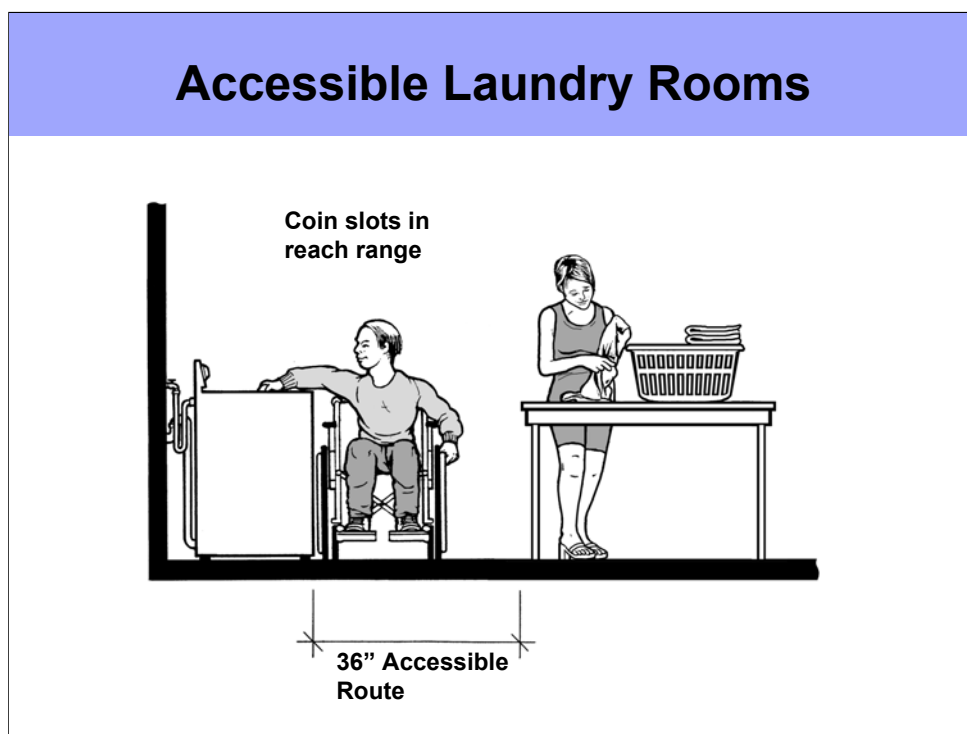 Accessible Laundry Rooms
Coin slots in
reach range
36” Accessible
Route